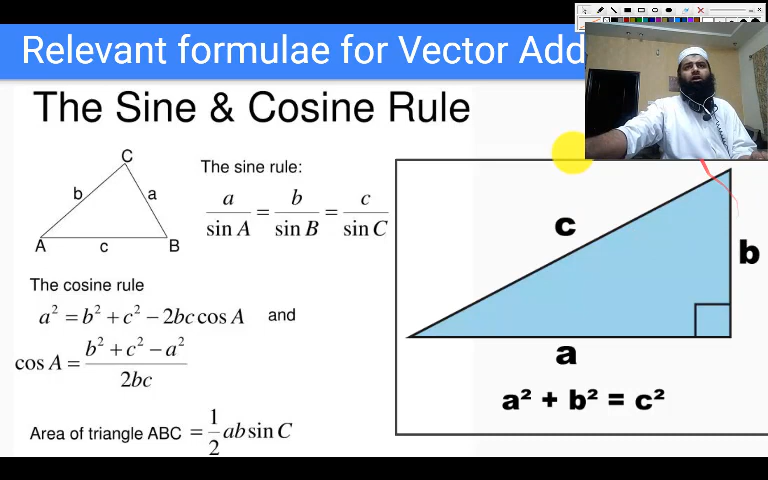 Relevant formulae for Vector Add
The Sine & Cosine Rule
C
b
a
A
c
B
The sine rule:
a/sin A = b/sin B = c/sin C
The cosine rule
a² = b² + c² − 2bc cos A and
cos A = (b² + c² − a²)/2bc
Area of triangle ABC = 1/2 ab sin C
c
b
a
a² + b² = c²